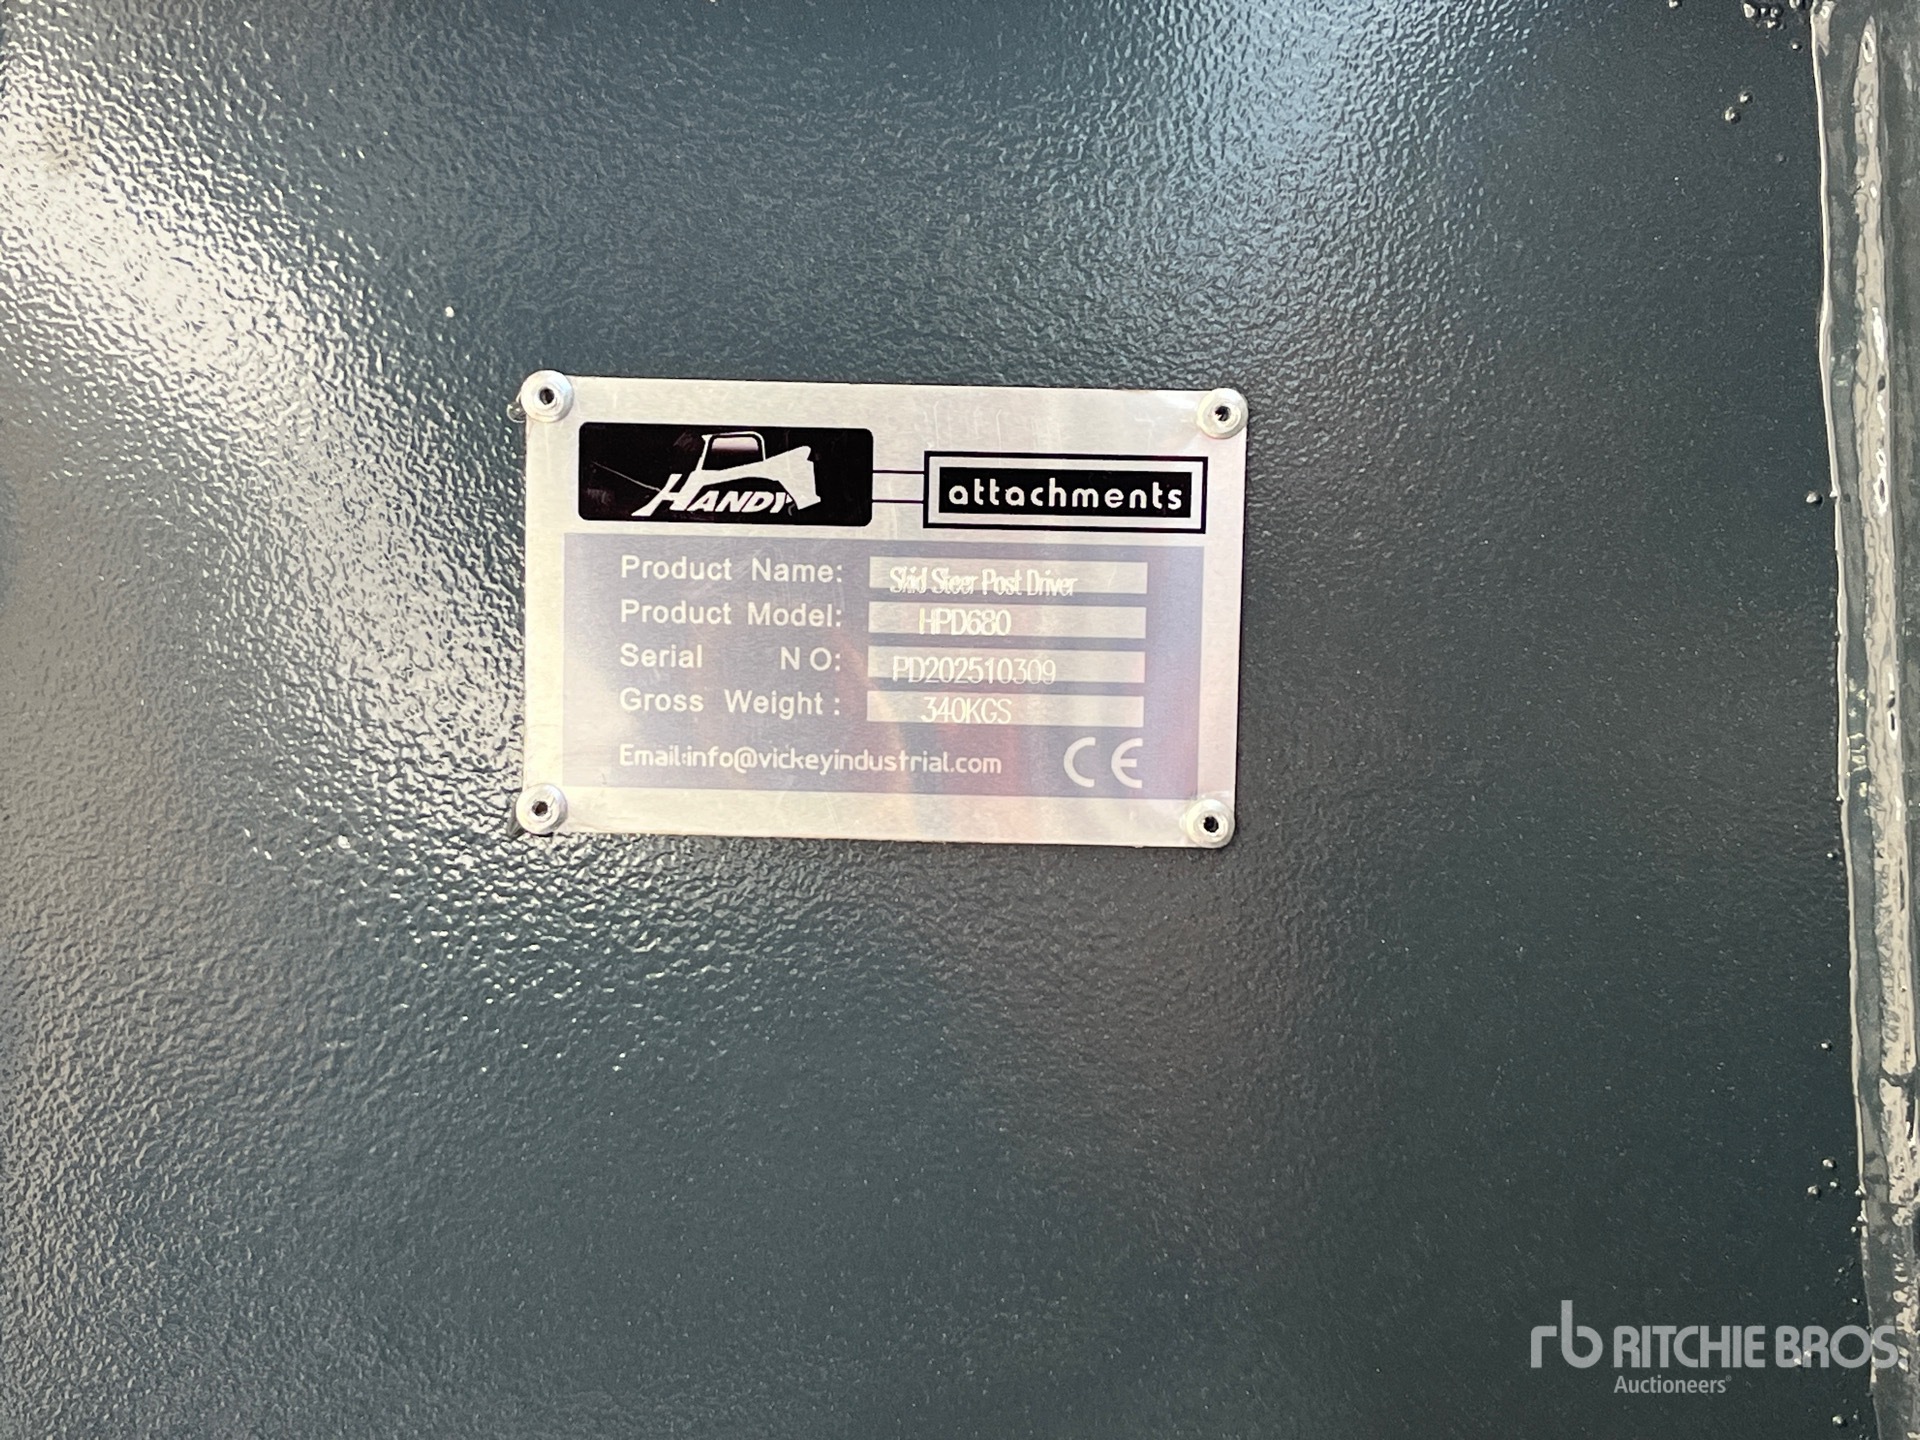 HANDY
attachments
Product Name: Skid Steer Post Driver
Product Model: HPD680
Serial NO: PD202510309
Gross Weight: 340KGS
Email:info@vickeyindustrial.com CE
rb RITCHIE BROS
Auctioneers®